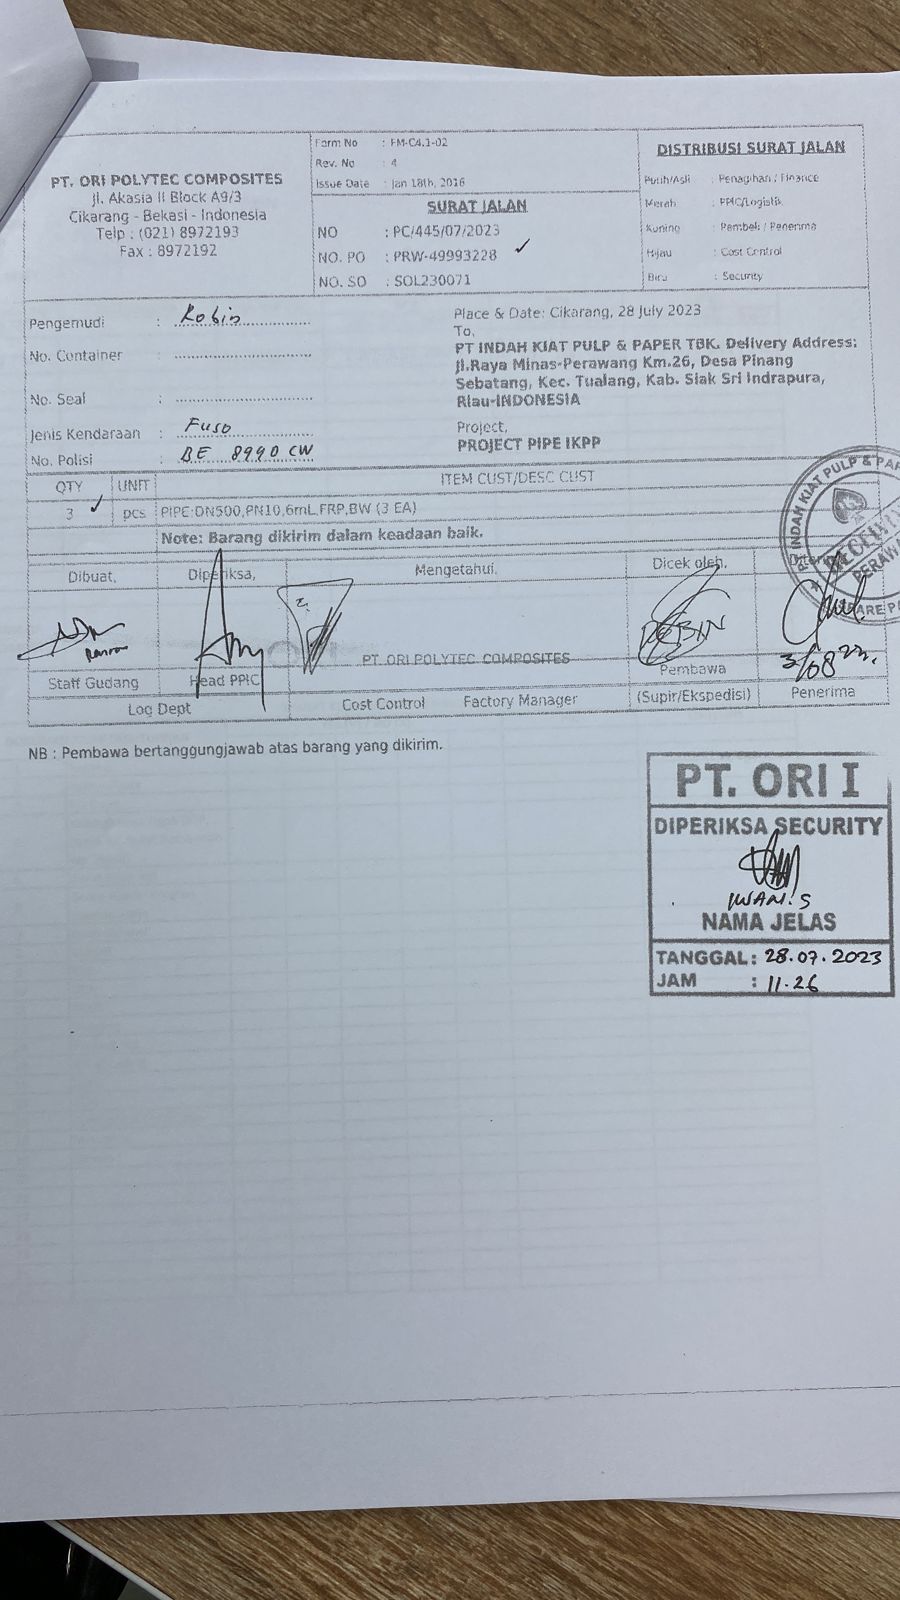 PT. ORI POLYTEC COMPOSITES
Jl. Akasia II Block A9/3
Cikarang - Bekasi - Indonesia
Telp : (021) 8972193
Fax : 8972192
Form No : FM-C4.1-02
Rev. No : 4
Issue Date : Jan 18th, 2016
SURAT JALAN
NO : PC/445/07/2023
NO. PO : PRW-49993228 ✓
NO. SO : SOL230071
DISTRIBUSI SURAT JALAN
Putih/Asli : Penagihan / Finance
Merah : PPIC/Logistik
Kuning : Pembeli / Penerima
Hijau : Cost Control
Biru : Security
Pengemudi : Robin
No. Container : ..............................
No. Seal : ..............................
Jenis Kendaraan : Fuso
No. Polisi : BE 8990 CW
Place & Date: Cikarang, 28 July 2023
To,
PT INDAH KIAT PULP & PAPER TBK. Delivery Address:
Jl.Raya Minas-Perawang Km.26, Desa Pinang
Sebatang, Kec. Tualang, Kab. Siak Sri Indrapura,
Riau-INDONESIA
Project,
PROJECT PIPE IKPP
QTY UNIT ITEM CUST/DESC CUST
3 ✓ pcs PIPE:DN500,PN10,6mL,FRP,BW (3 EA)
Note: Barang dikirim dalam keadaan baik.
INDAH KIAT PULP & PAP
Dibuat, Diperiksa, Mengetahui, Dicek oleh,
ROBIN
PT. ORI POLYTEC COMPOSITES
Staff Gudang Head PPIC Pembawa
Log Dept Cost Control Factory Manager (Supir/Ekspedisi) Penerima
NB : Pembawa bertanggungjawab atas barang yang dikirim.
PT. ORI I
DIPERIKSA SECURITY
IWAN.S
NAMA JELAS
TANGGAL : 28.07.2023
JAM : 11.26